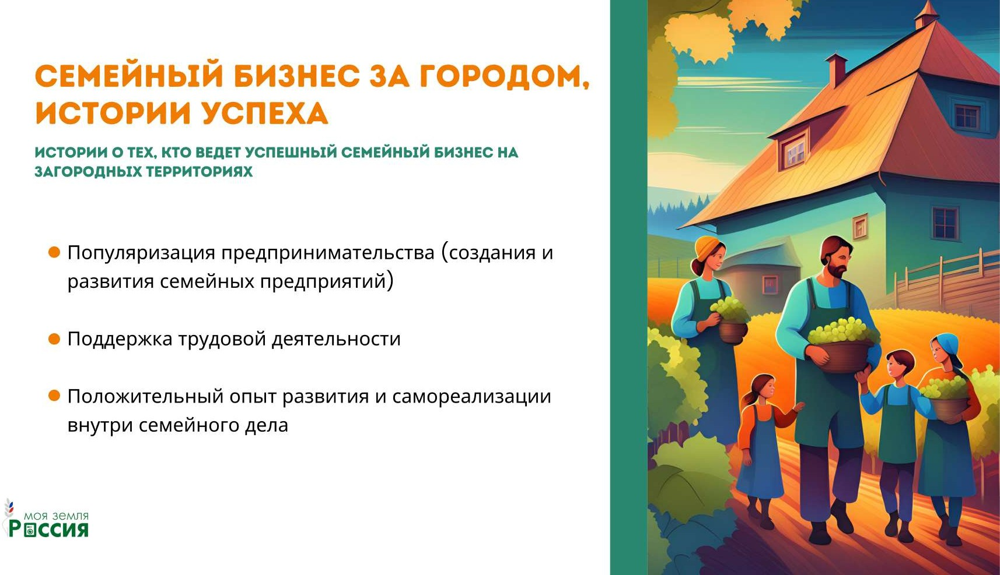 СЕМЕЙНЫЙ БИЗНЕС ЗА ГОРОДОМ,
ИСТОРИИ УСПЕХА
ИСТОРИИ О ТЕХ, КТО ВЕДЕТ УСПЕШНЫЙ СЕМЕЙНЫЙ БИЗНЕС НА
ЗАГОРОДНЫХ ТЕРРИТОРИЯХ
Популяризация предпринимательства (создания и
развития семейных предприятий)
Поддержка трудовой деятельности
Положительный опыт развития и самореализации
внутри семейного дела
моя земля
Россия